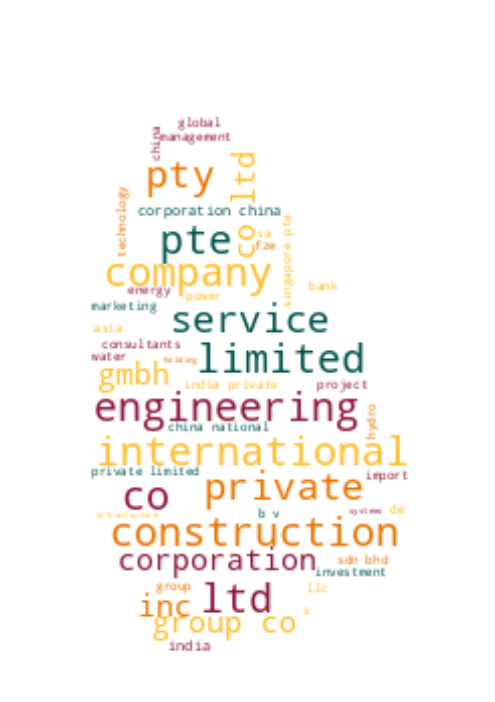 global
china management
pty
co ltd
technology
corporation china
pte
sa
fze
singapore pte
company
energy
power
bank
marketing
service
asia
consultants
water
holding
limited
gmbh
india private
project
engineering
hydro
china national
international
private limited
import
private
co
infrastructure
b v
systems
de
construction
corporation
sdn bhd
investment
group
llc
inc
ltd
s
group co
india